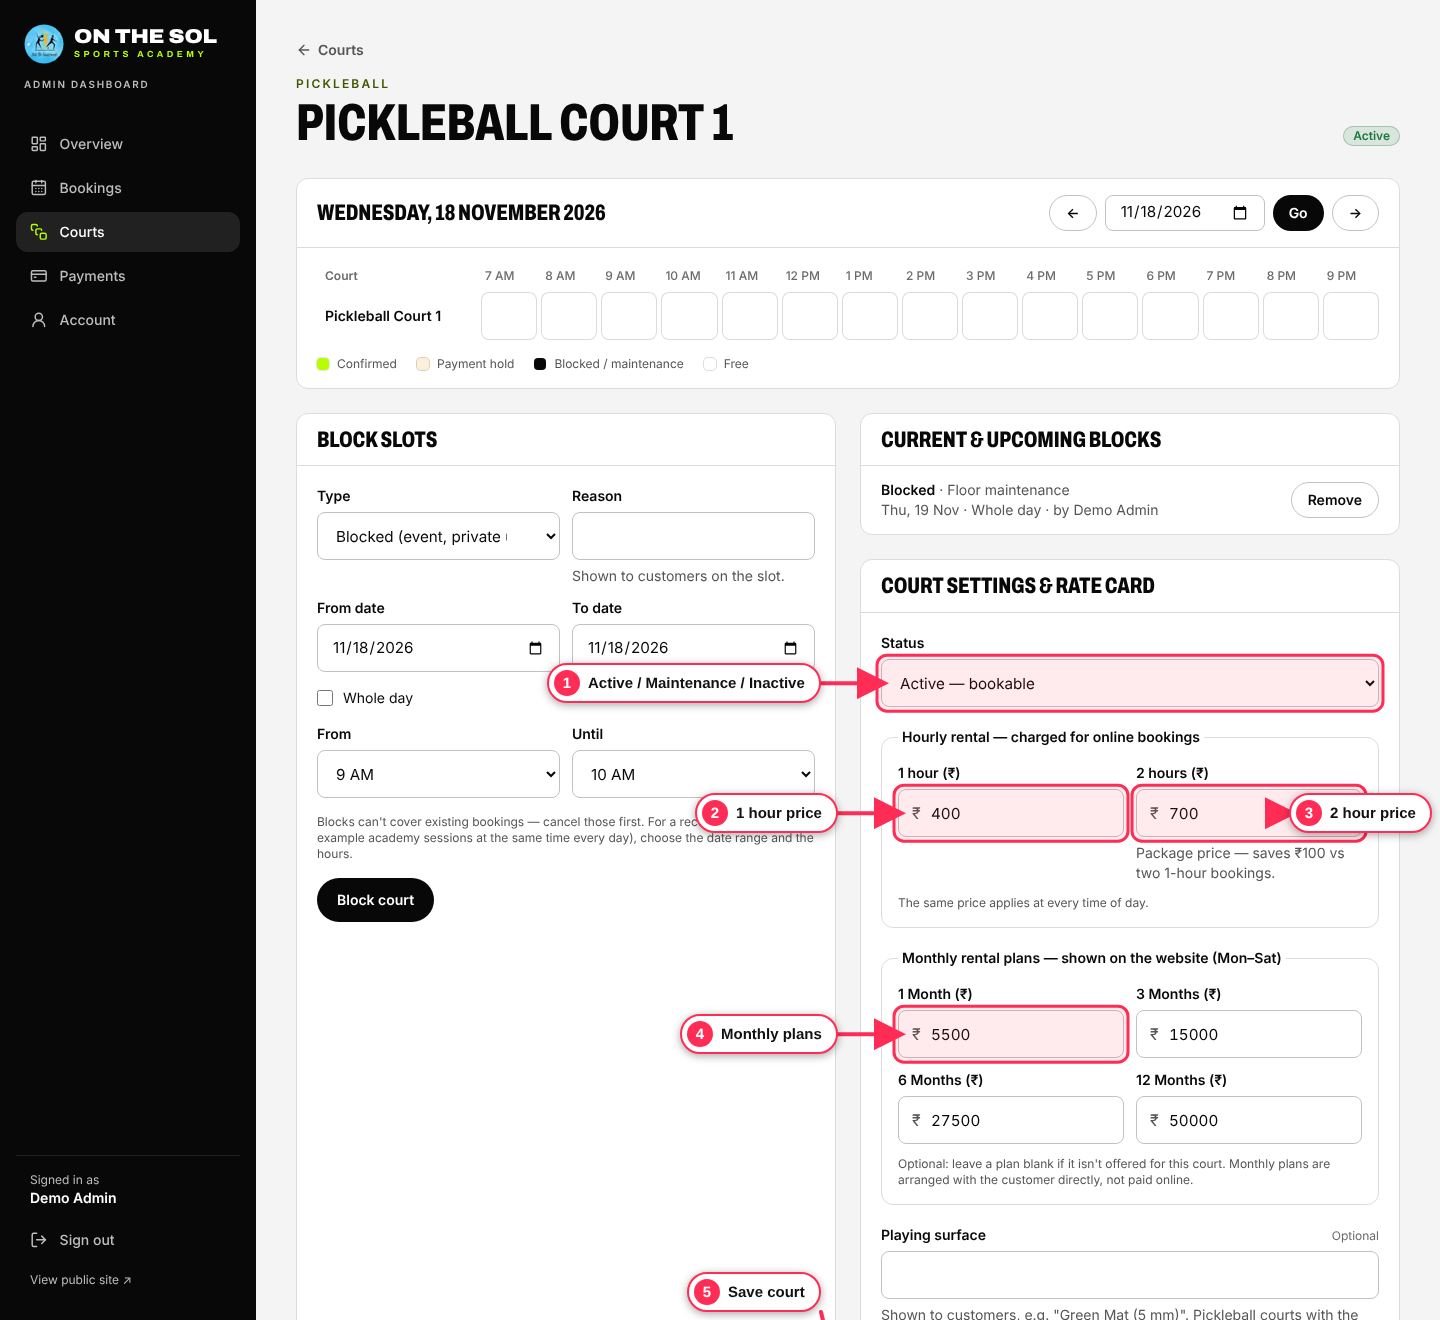 ON THE SOL
SPORTS ACADEMY
ADMIN DASHBOARD
Overview
Bookings
Courts
Payments
Account
Signed in as
Demo Admin
Sign out
View public site ↗
← Courts
PICKLEBALL
PICKLEBALL COURT 1
Active
WEDNESDAY, 18 NOVEMBER 2026
← 11/18/2026 Go →
Court 7 AM 8 AM 9 AM 10 AM 11 AM 12 PM 1 PM 2 PM 3 PM 4 PM 5 PM 6 PM 7 PM 8 PM 9 PM
Pickleball Court 1
Confirmed Payment hold Blocked / maintenance Free
BLOCK SLOTS
Type Reason
Blocked (event, private
Shown to customers on the slot.
From date To date
11/18/2026 11/18/2026
Whole day
From Until
9 AM 10 AM
Blocks can't cover existing bookings — cancel those first. For a
example academy sessions at the same time every day), choose the date range and the
hours.
Block court
CURRENT & UPCOMING BLOCKS
Blocked · Floor maintenance
Thu, 19 Nov · Whole day · by Demo Admin
Remove
COURT SETTINGS & RATE CARD
Status
1 Active / Maintenance / Inactive
Active — bookable
Hourly rental — charged for online bookings
1 hour (₹) 2 hours (₹)
2 1 hour price
₹ 400 ₹ 700
3 2 hour price
Package price — saves ₹100 vs
two 1-hour bookings.
The same price applies at every time of day.
Monthly rental plans — shown on the website (Mon–Sat)
1 Month (₹) 3 Months (₹)
4 Monthly plans
₹ 5500 ₹ 15000
6 Months (₹) 12 Months (₹)
₹ 27500 ₹ 50000
Optional: leave a plan blank if it isn't offered for this court. Monthly plans are
arranged with the customer directly, not paid online.
Playing surface Optional
5 Save court
Shown to customers, e.g. "Green Mat (5 mm)". Pickleball courts with the